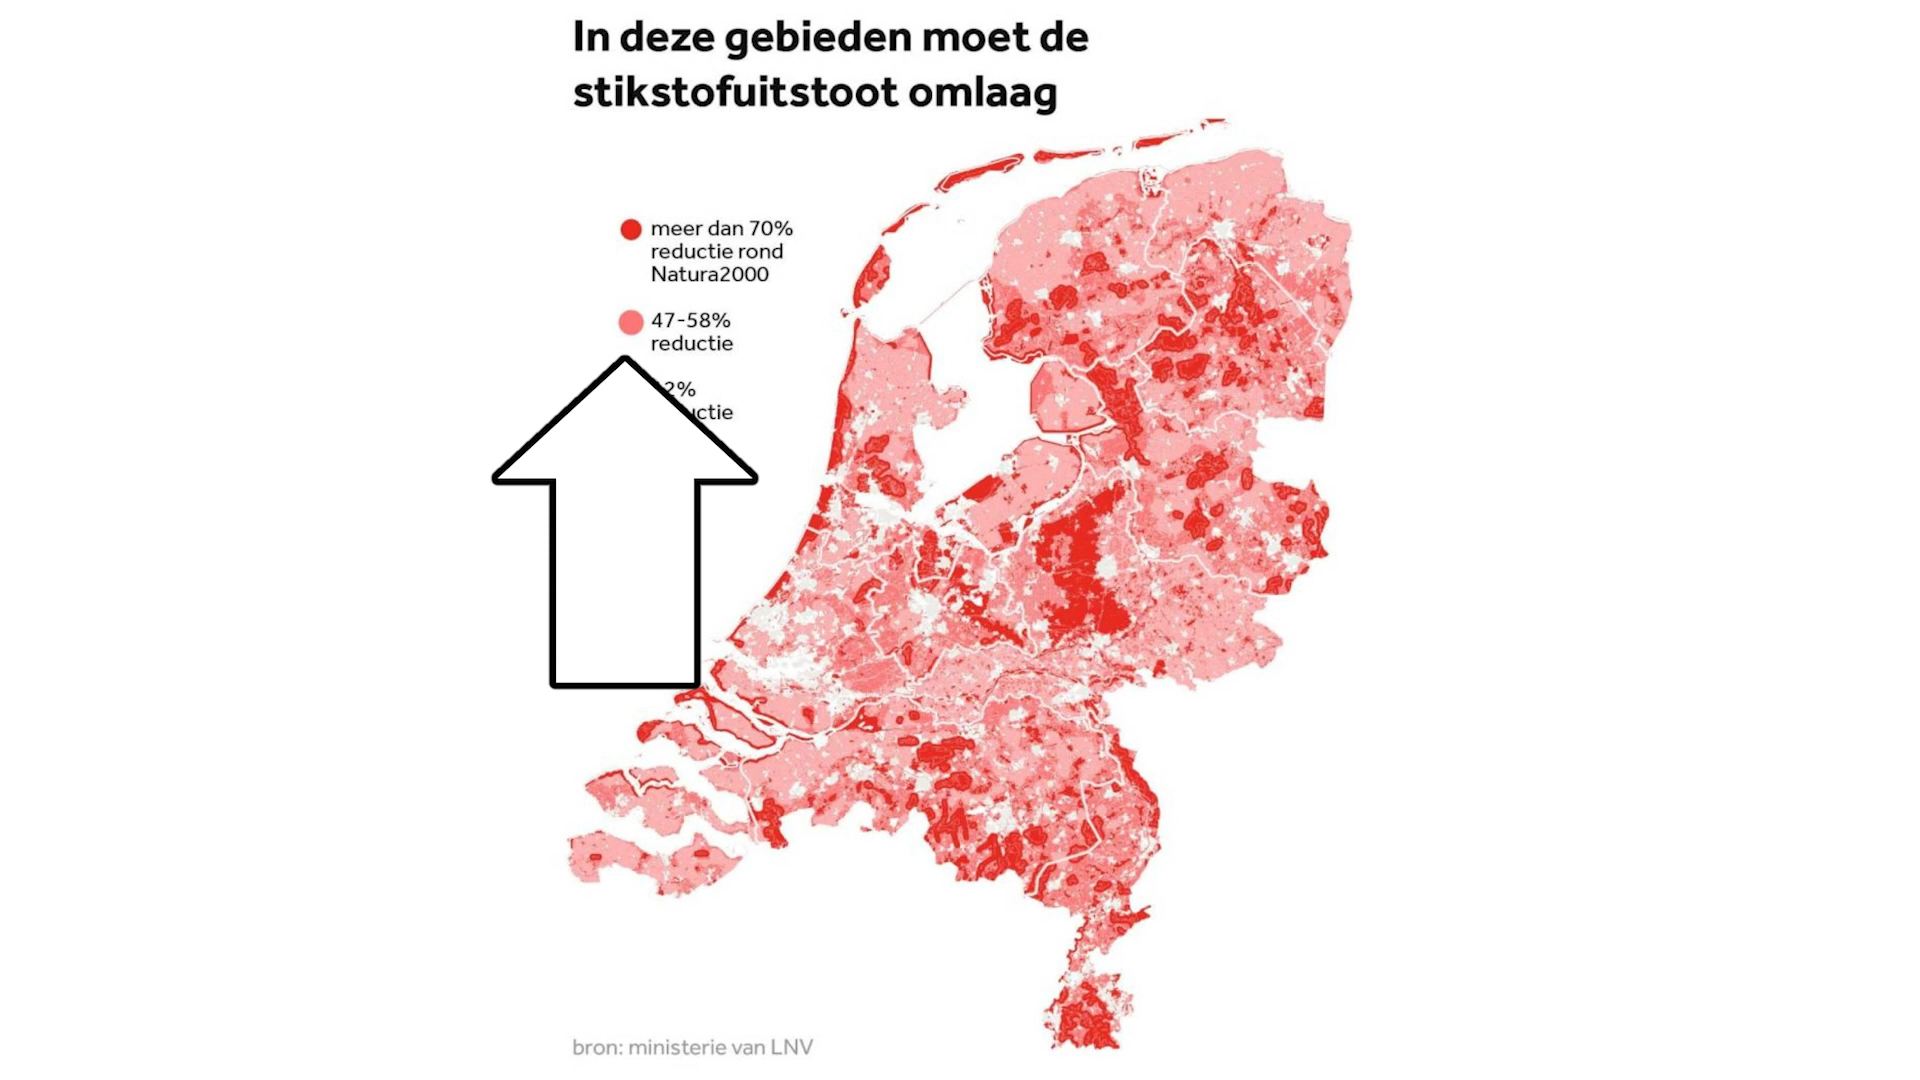 In deze gebieden moet de
stikstofuitstoot omlaag
meer dan 70%
reductie rond
Natura2000
47-58%
reductie
bron: ministerie van LNV